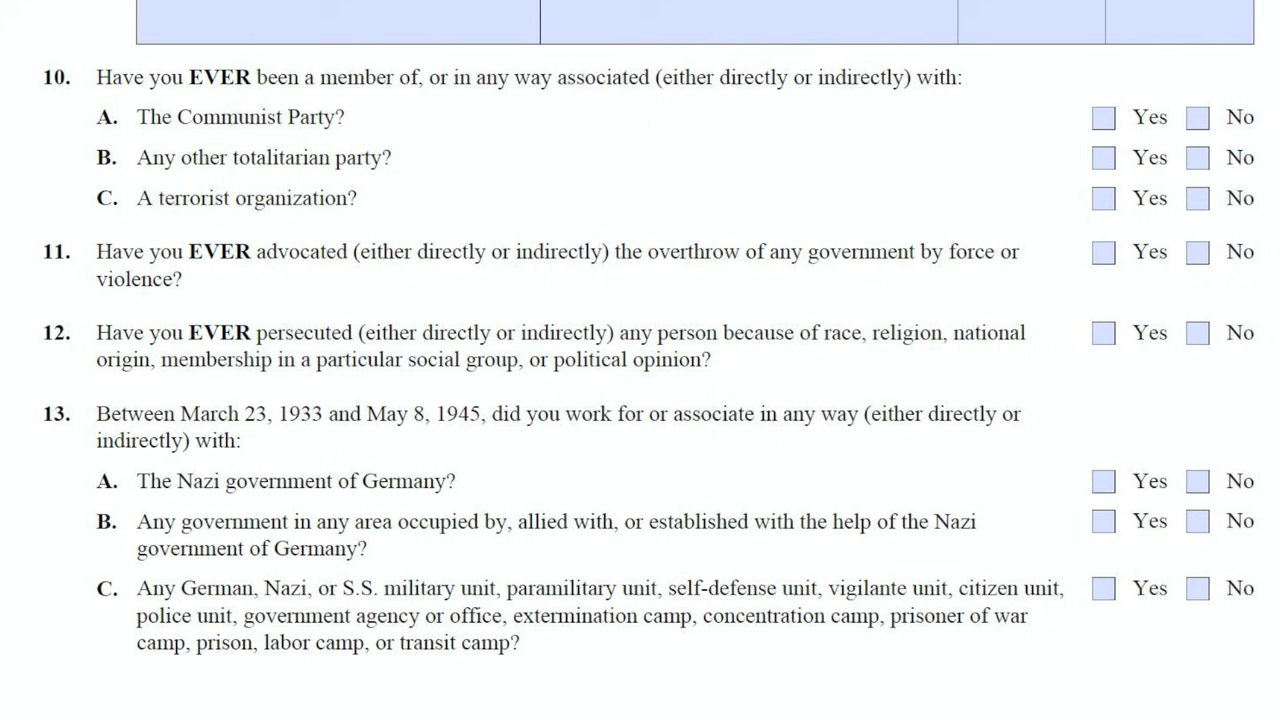 10. Have you EVER been a member of, or in any way associated (either directly or indirectly) with:
A. The Communist Party? Yes No
B. Any other totalitarian party? Yes No
C. A terrorist organization? Yes No
11. Have you EVER advocated (either directly or indirectly) the overthrow of any government by force or Yes No
violence?
12. Have you EVER persecuted (either directly or indirectly) any person because of race, religion, national Yes No
origin, membership in a particular social group, or political opinion?
13. Between March 23, 1933 and May 8, 1945, did you work for or associate in any way (either directly or
indirectly) with:
A. The Nazi government of Germany? Yes No
B. Any government in any area occupied by, allied with, or established with the help of the Nazi Yes No
government of Germany?
C. Any German, Nazi, or S.S. military unit, paramilitary unit, self-defense unit, vigilante unit, citizen unit, Yes No
police unit, government agency or office, extermination camp, concentration camp, prisoner of war
camp, prison, labor camp, or transit camp?